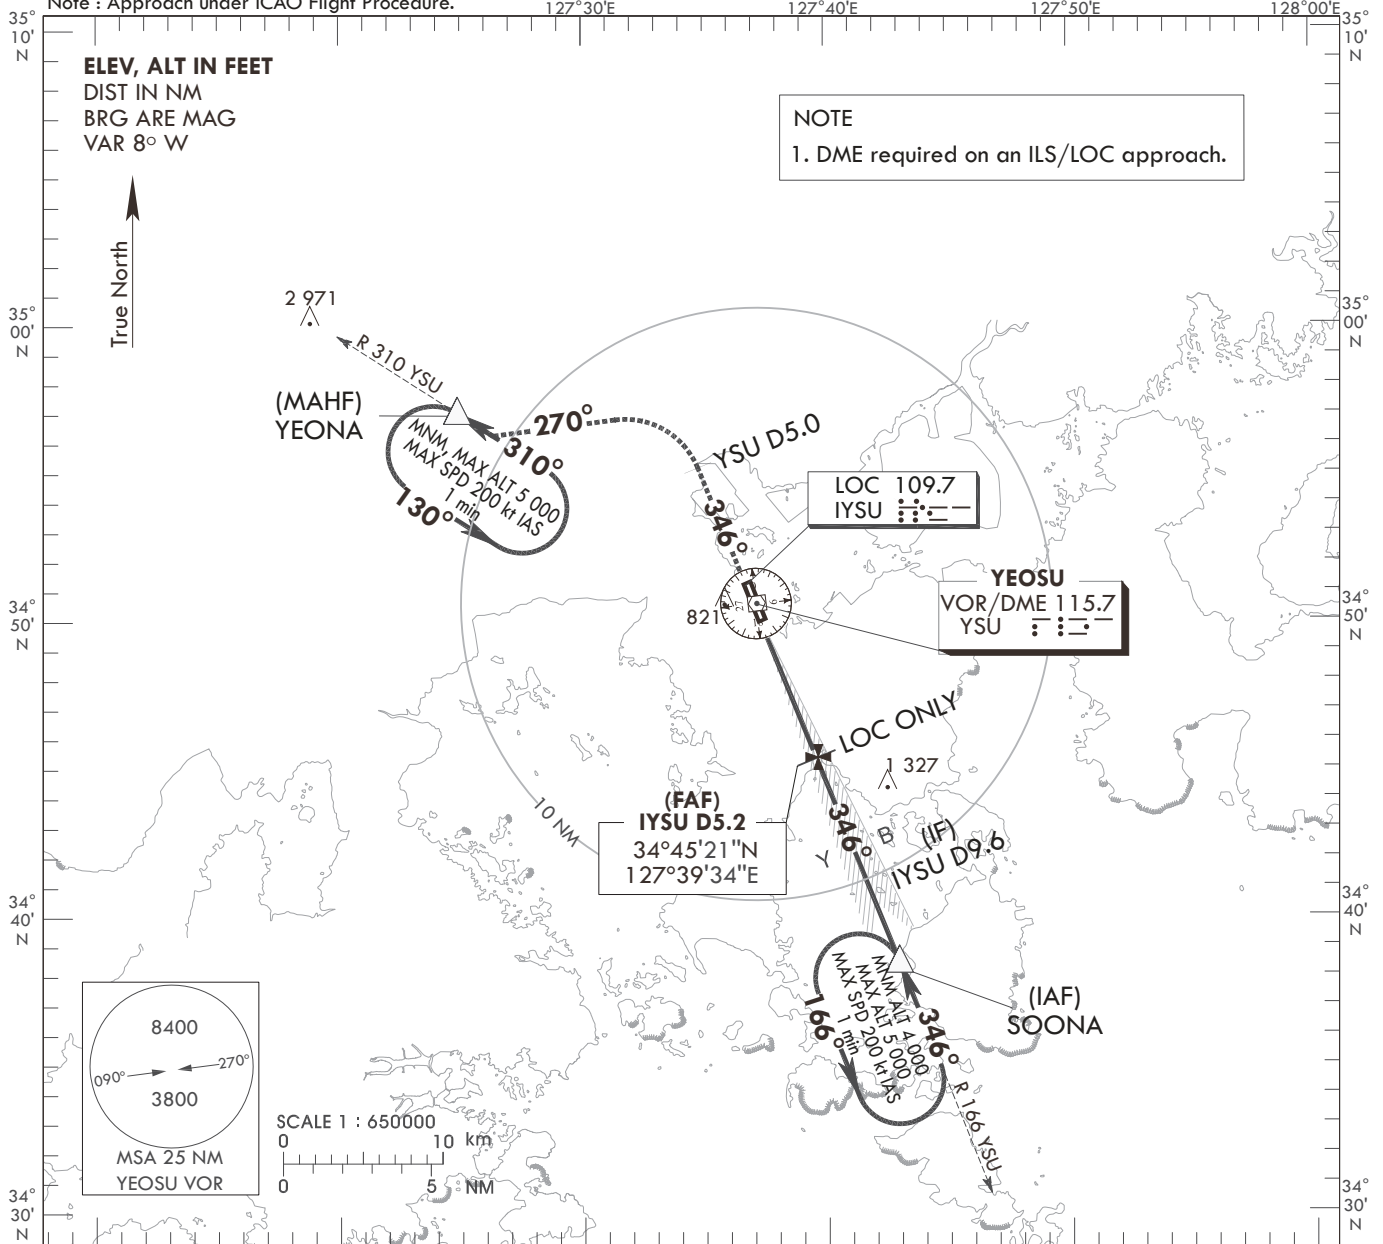 Note : Approach under ICAO Flight Procedure.
127°30'E
127°40'E
127°50'E
128°00'E
35°
10'
N
35°
10'
N
ELEV, ALT IN FEET
DIST IN NM
BRG ARE MAG
VAR 8° W
NOTE
1. DME required on an ILS/LOC approach.
True North
2 971
35°
00'
N
35°
00'
N
R 310 YSU
(MAHF)
YEONA
270°
310°
MNM, MAX ALT 5 000
MAX SPD 200 kt IAS
1 min
130°
YSU D5.0
346°
LOC 109.7
IYSU
YEOSU
VOR/DME 115.7
YSU
821
27
9
34°
50'
N
34°
50'
N
LOC ONLY
1 327
(FAF)
IYSU D5.2
34°45'21"N
127°39'34"E
10 NM
346°
Y
B
(IF)
IYSU D9.6
34°
40'
N
34°
40'
N
MNM ALT 4 000
MAX ALT 5 000
MAX SPD 200 kt IAS
1 min
166°
346°
(IAF)
SOONA
R 166 YSU
8400
090°
270°
3800
MSA 25 NM
YEOSU VOR
SCALE 1 : 650000
0
10 km
0
5 NM
34°
30'
N
34°
30'
N